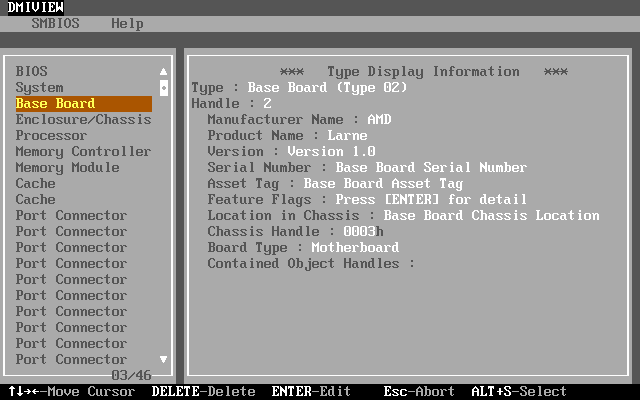 DMIVIEW
SMBIOS Help
BIOS
System
Base Board
Enclosure/Chassis
Processor
Memory Controller
Memory Module
Cache
Cache
Port Connector
Port Connector
Port Connector
Port Connector
Port Connector
Port Connector
Port Connector
Port Connector
Port Connector
Port Connector
03/46
*** Type Display Information ***
Type : Base Board (Type 02)
Handle : 2
Manufacturer Name : AMD
Product Name : Larne
Version : Version 1.0
Serial Number : Base Board Serial Number
Asset Tag : Base Board Asset Tag
Feature Flags : Press [ENTER] for detail
Location in Chassis : Base Board Chassis Location
Chassis Handle : 0003h
Board Type : Motherboard
Contained Object Handles :
↑↓→←-Move Cursor DELETE-Delete ENTER-Edit Esc-Abort ALT+S-Select